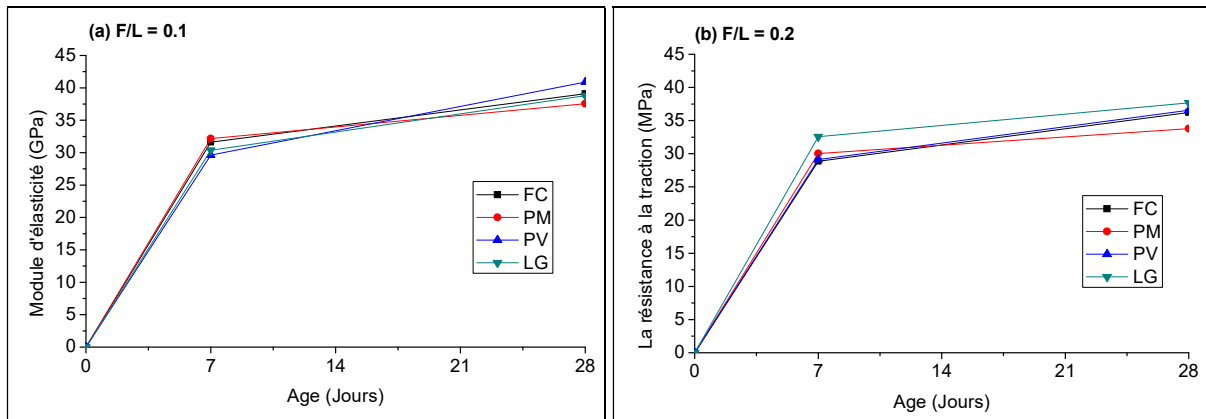 (a) F/L = 0.1
45
40
35
30
25
20
15
10
5
0
Module d'élasticité (GPa)
FC
PM
PV
LG
0 7 14 21 28
Age (Jours)
(b) F/L = 0.2
45
40
35
30
25
20
15
10
5
0
La résistance à la traction (MPa)
FC
PM
PV
LG
0 7 14 21 28
Age (Jours)